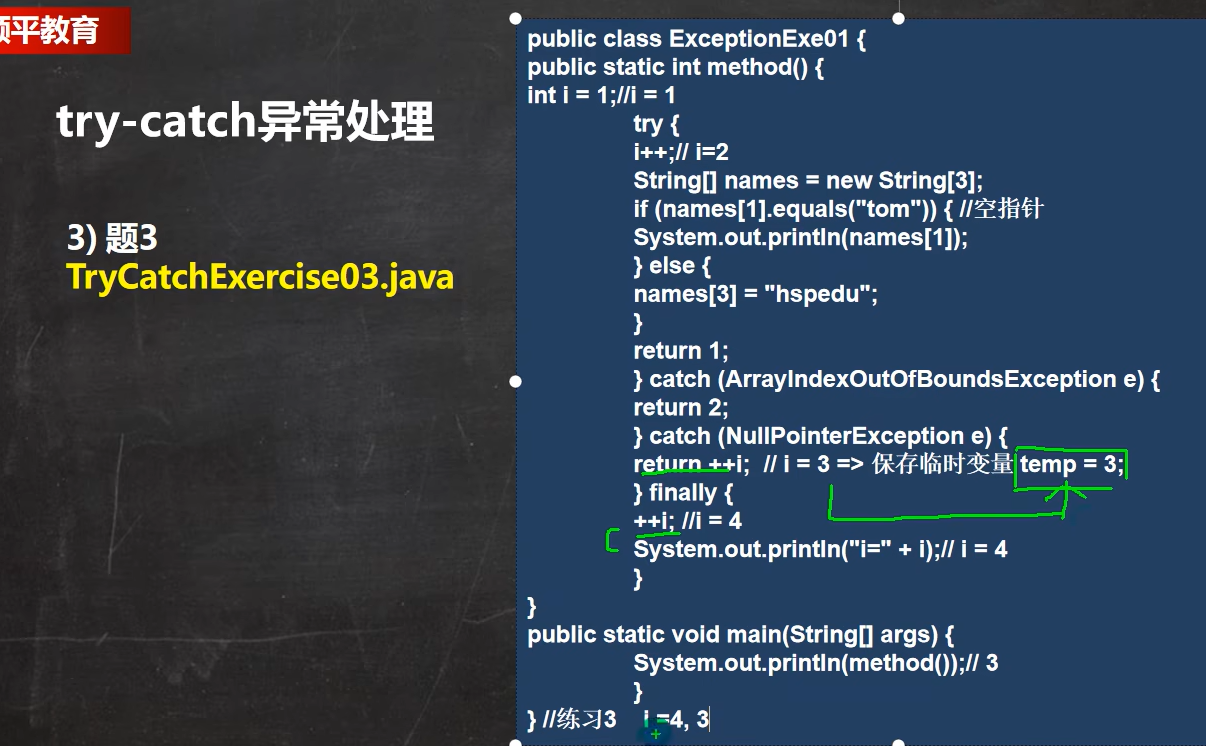 顺平教育
try-catch异常处理
3) 题3
TryCatchExercise03.java
public class ExceptionExe01 {
public static int method() {
int i = 1;//i = 1
try {
i++;// i=2
String[] names = new String[3];
if (names[1].equals("tom")) { //空指针
System.out.println(names[1]);
} else {
names[3] = "hspedu";
}
return 1;
} catch (ArrayIndexOutOfBoundsException e) {
return 2;
} catch (NullPointerException e) {
return ++i;  // i = 3 => 保存临时变量 temp = 3;
} finally {
++i; //i = 4
System.out.println("i=" + i);// i = 4
}
}
public static void main(String[] args) {
System.out.println(method());// 3
}
} //练习3    i =4, 3